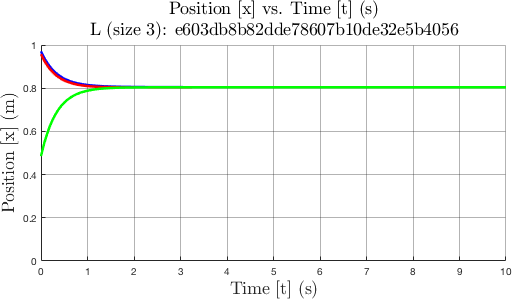 Position [x] vs. Time [t] (s)
L (size 3): e603db8b82dde78607b10de32e5b4056
Position [x] (m)
1
0.8
0.6
0.4
0.2
0
0 1 2 3 4 5 6 7 8 9 10
Time [t] (s)